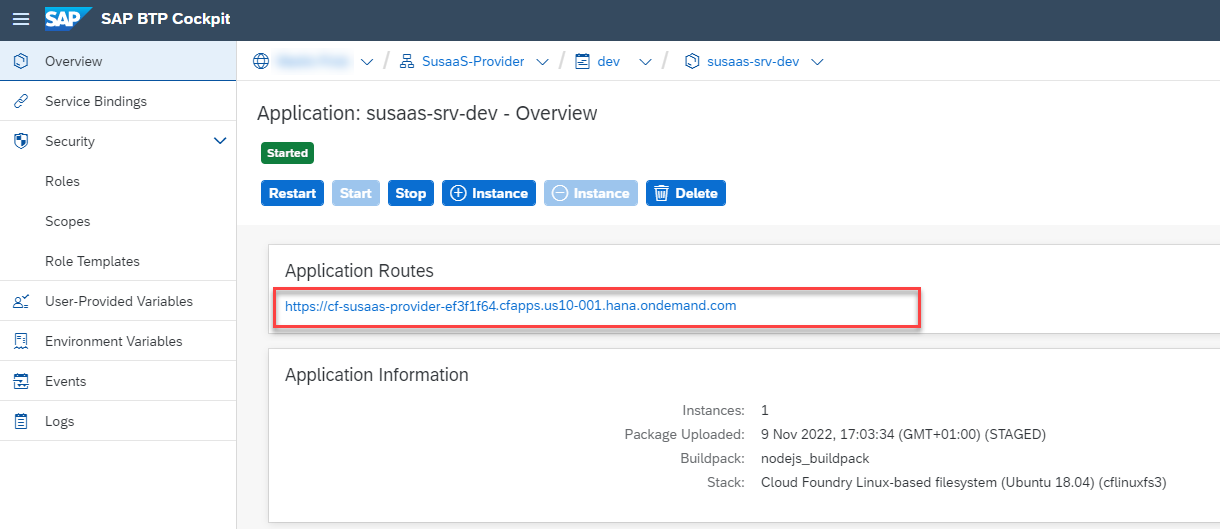 SAP SAP BTP Cockpit
Overview
Service Bindings
Security
Roles
Scopes
Role Templates
User-Provided Variables
Environment Variables
Events
Logs
/ SusaaS-Provider / dev / susaas-srv-dev
Application: susaas-srv-dev - Overview
Started
Restart Start Stop Instance Instance Delete
Application Routes
https://cf-susaas-provider-ef3f1f64.cfapps.us10-001.hana.ondemand.com
Application Information
Instances: 1
Package Uploaded: 9 Nov 2022, 17:03:34 (GMT+01:00) (STAGED)
Buildpack: nodejs_buildpack
Stack: Cloud Foundry Linux-based filesystem (Ubuntu 18.04) (cflinuxfs3)